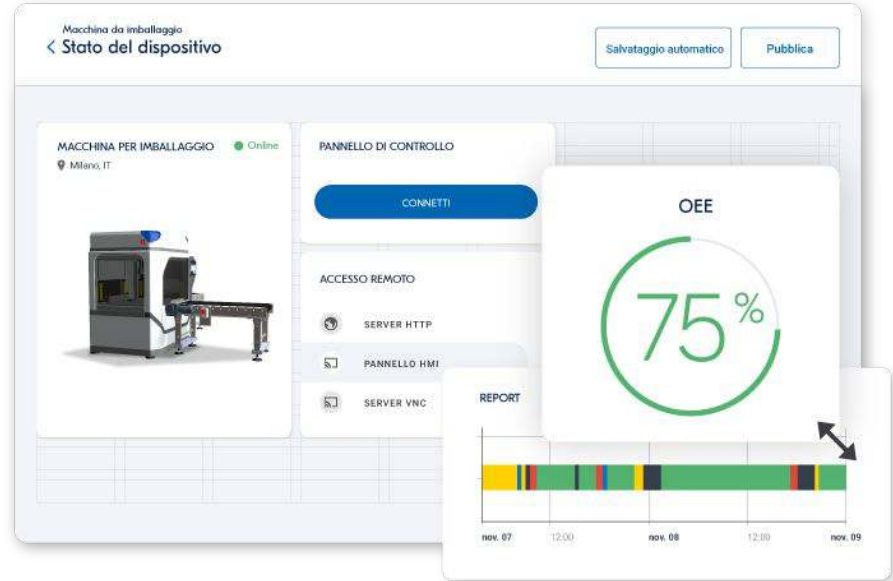 Macchina da imballaggio
Stato del dispositivo
Salvataggio automatico
Pubblica
MACCHINA PER IMBALLAGGIO
Online
Milano, IT
PANNELLO DI CONTROLLO
CONNETTI
ACCESSO REMOTO
SERVER HTTP
PANNELLO HMI
SERVER VNC
OEE
75%
REPORT
nov. 07
12:00
nov. 08
12:00
nov. 09